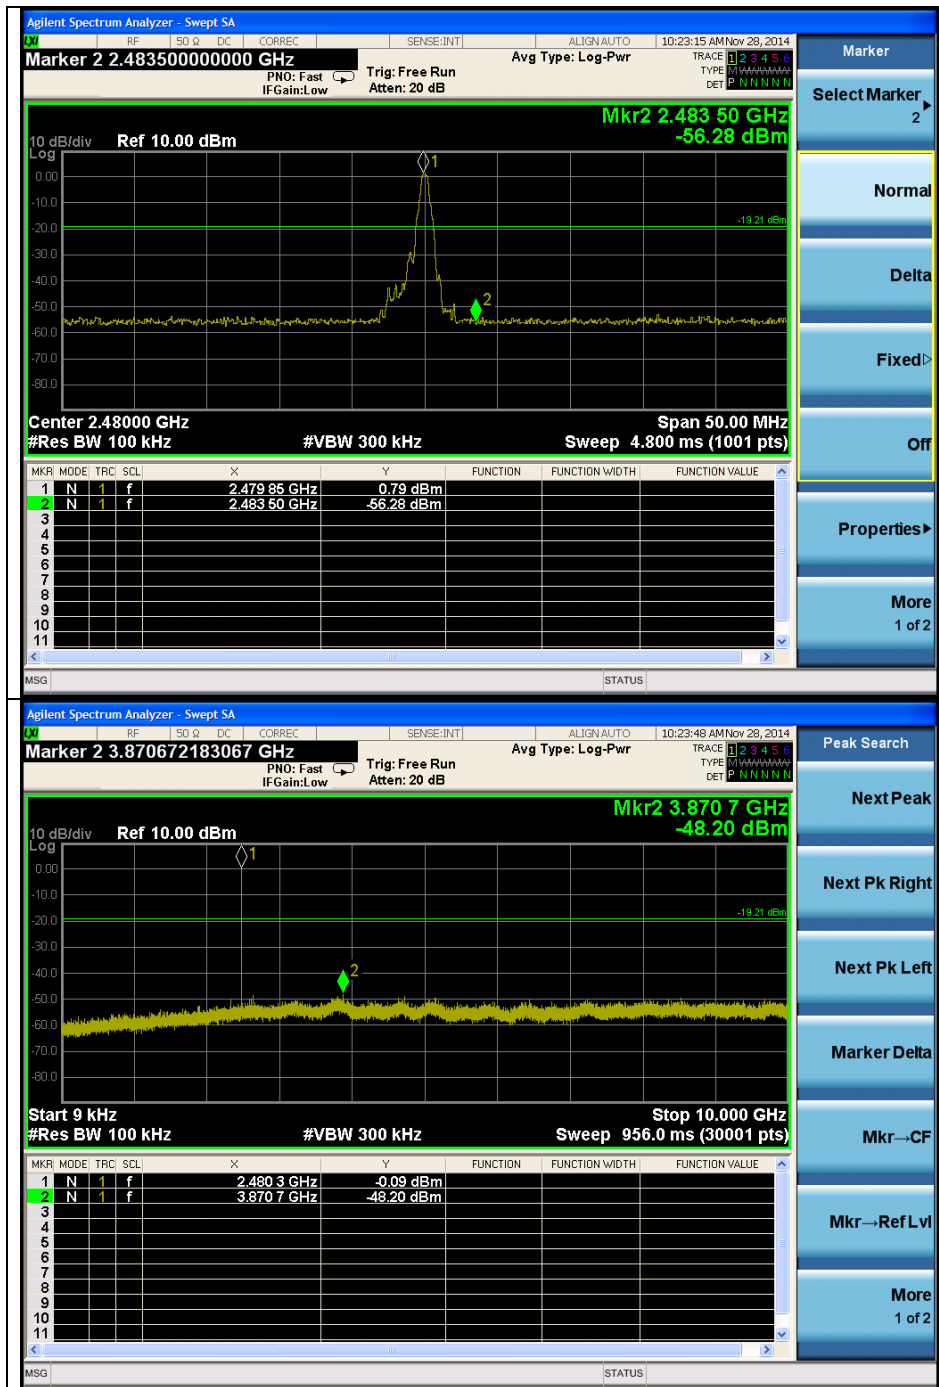 Agilent Spectrum Analyzer - Swept SA
LXI RF 50 Ω DC CORREC SENSE:INT ALIGN AUTO 10:23:15 AM Nov 28, 2014
Marker 2 2.483500000000 GHz
PNO: Fast
IFGain:Low
Trig: Free Run
Atten: 20 dB
Avg Type: Log-Pwr
TRACE 1 2 3 4 5 6
TYPE M WWWWW
DET P N N N N N
Mkr2 2.483 50 GHz
-56.28 dBm
10 dB/div Ref 10.00 dBm
Log
1
0.00
-10.0
-19.21 dBm
-20.0
-30.0
-40.0
2
-50.0
-60.0
-70.0
-80.0
Center 2.48000 GHz Span 50.00 MHz
#Res BW 100 kHz #VBW 300 kHz Sweep 4.800 ms (1001 pts)
MKR MODE TRC SCL X Y FUNCTION FUNCTION WIDTH FUNCTION VALUE
1 N 1 f 2.479 85 GHz 0.79 dBm
2 N 1 f 2.483 50 GHz -56.28 dBm
3
4
5
6
7
8
9
10
11
MSG STATUS
Marker
Select Marker
2
Normal
Delta
Fixed
Off
Properties
More
1 of 2
Agilent Spectrum Analyzer - Swept SA
LXI RF 50 Ω DC CORREC SENSE:INT ALIGN AUTO 10:23:48 AM Nov 28, 2014
Marker 2 3.870672183067 GHz
PNO: Fast
IFGain:Low
Trig: Free Run
Atten: 20 dB
Avg Type: Log-Pwr
TRACE 1 2 3 4 5 6
TYPE M WWWWW
DET P N N N N N
Mkr2 3.870 7 GHz
-48.20 dBm
10 dB/div Ref 10.00 dBm
Log
1
0.00
-10.0
-19.21 dBm
-20.0
-30.0
-40.0
2
-50.0
-60.0
-70.0
-80.0
Start 9 kHz Stop 10.000 GHz
#Res BW 100 kHz #VBW 300 kHz Sweep 956.0 ms (30001 pts)
MKR MODE TRC SCL X Y FUNCTION FUNCTION WIDTH FUNCTION VALUE
1 N 1 f 2.480 3 GHz -0.09 dBm
2 N 1 f 3.870 7 GHz -48.20 dBm
3
4
5
6
7
8
9
10
11
MSG STATUS
Peak Search
Next Peak
Next Pk Right
Next Pk Left
Marker Delta
Mkr→CF
Mkr→Ref Lvl
More
1 of 2